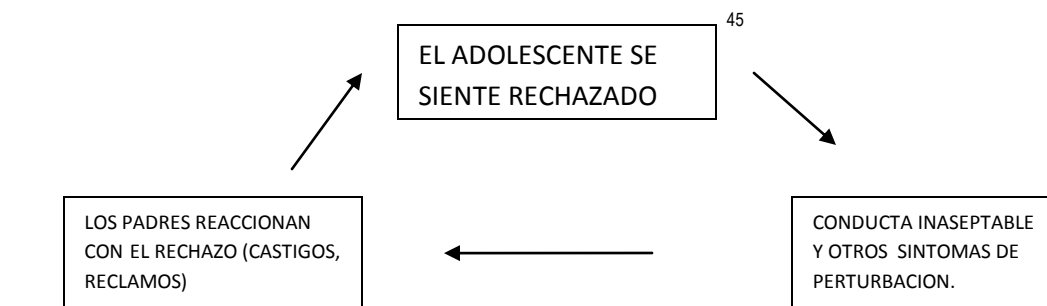 45
EL ADOLESCENTE SE
SIENTE RECHAZADO
LOS PADRES REACCIONAN
CON EL RECHAZO (CASTIGOS,
RECLAMOS)
CONDUCTA INASEPTABLE
Y OTROS SINTOMAS DE
PERTURBACION.